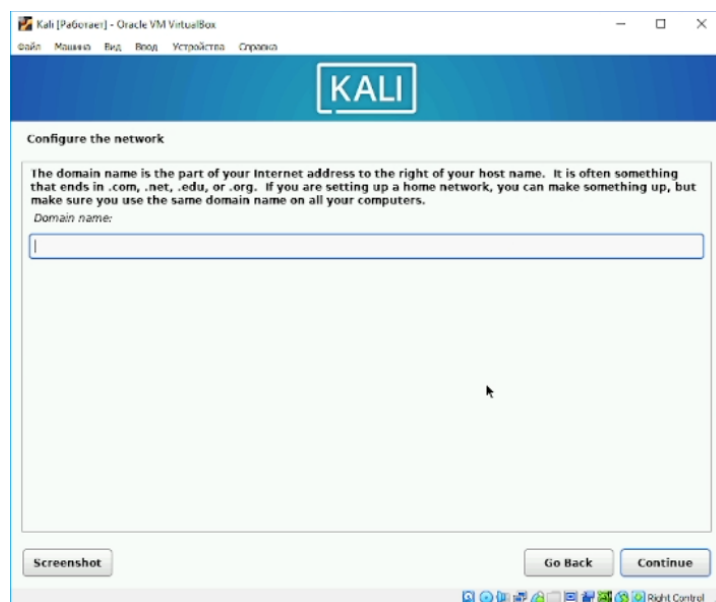 Kali [Работает] - Oracle VM VirtualBox
Файл Машина Вид Ввод Устройства Справка
KALI
Configure the network
The domain name is the part of your Internet address to the right of your host name. It is often something
that ends in .com, .net, .edu, or .org. If you are setting up a home network, you can make something up, but
make sure you use the same domain name on all your computers.
Domain name:
Screenshot Go Back Continue
Right Control